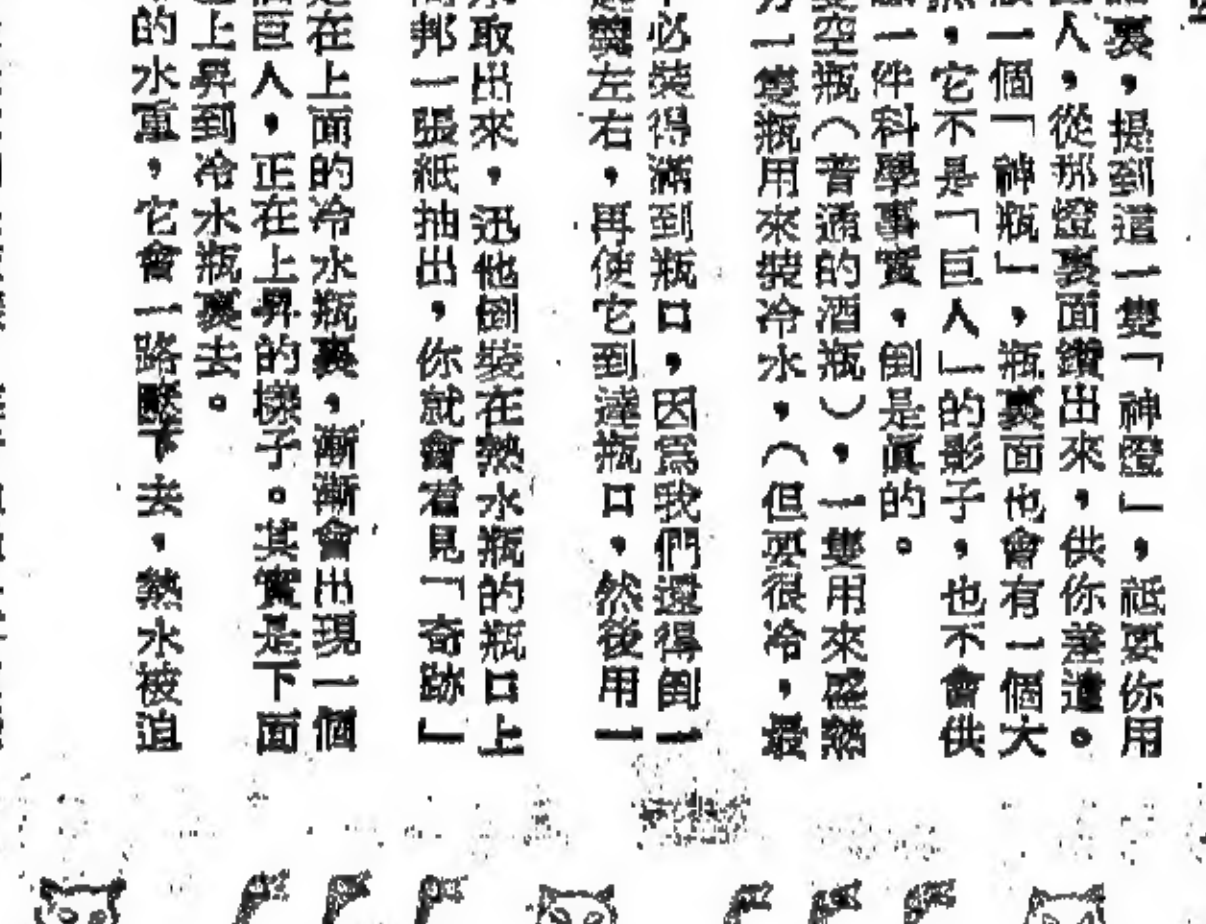 裏，提到這一隻「神燈」，祗要你用
人，從那燈裏面鑽出來，供你差遣。
一個「神瓶」，瓶裏面也會有一個大
，它不是「巨人」的影子，也不會供
一件科學事實，倒是眞的。
空瓶（普通的酒瓶），一隻用來盛熱
一隻瓶用來裝冷水，（但要很冷，最
必裝得滿到瓶口，因爲我們還得倒一
左右，再使它到達瓶口，然後用一
取出來，迅他倒裝在熱水瓶的瓶口上
邦一張紙抽出，你就會看見「奇跡」
在上面的冷水瓶裏，漸漸會出現一個
巨人，正在上昇的樣子。其實是下面
上昇到冷水瓶裏去。
的水重，它會一路壓下去，熱水被迫